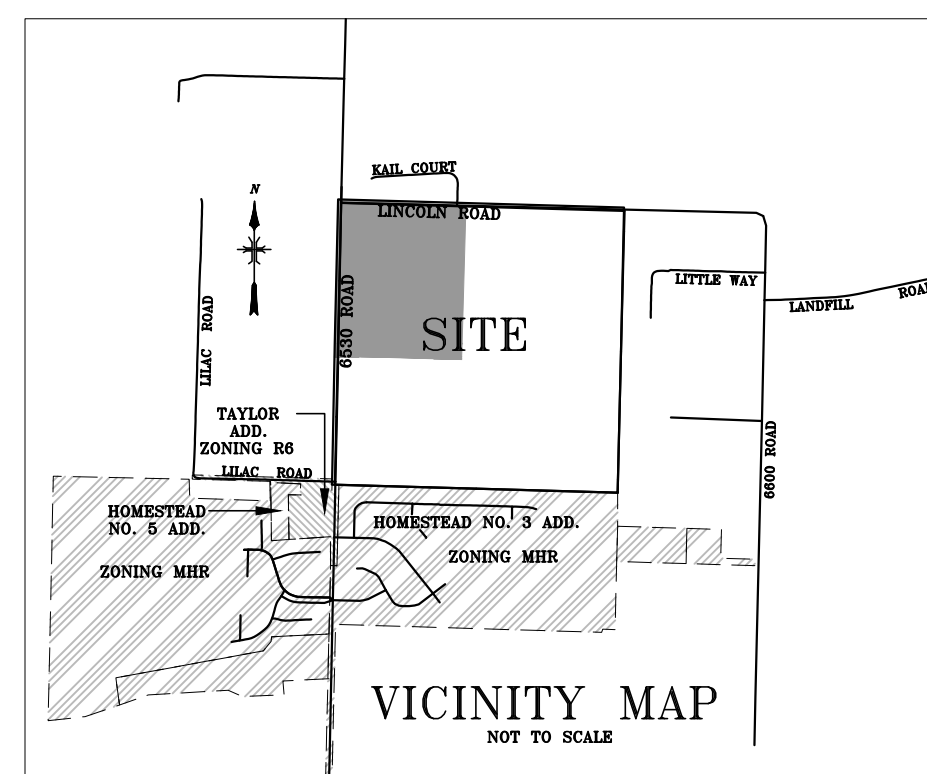 KAIL COURT
N
LINCOLN ROAD
LITTLE WAY
LANDFILL ROA
6530 ROAD
LILAC ROAD
SITE
TAYLOR
ADD.
ZONING R6
6600 ROAD
LILAC ROAD
HOMESTEAD
NO. 5 ADD.
HOMESTEAD NO. 3 ADD.
ZONING MHR
ZONING MHR
VICINITY MAP
NOT TO SCALE